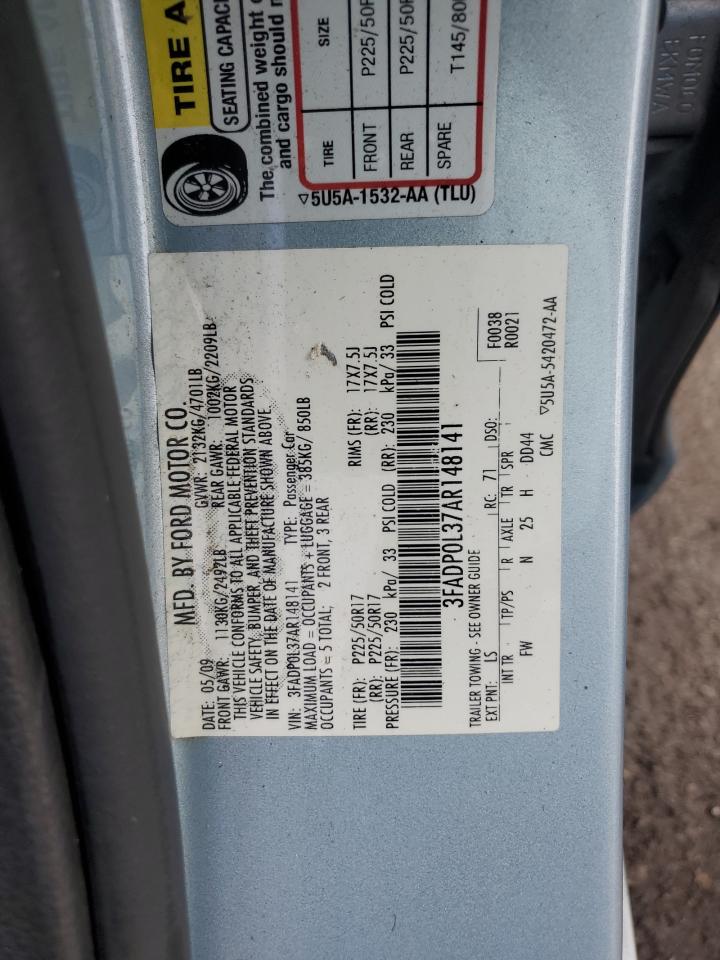 TIRE A
SEATING CAPAC
The combined weight o
and cargo should n
TIRE SIZE
FRONT P225/50R
REAR P225/50R
SPARE T145/80
▽5U5A-1532-AA (TLU)
MFD. BY FORD MOTOR CO.
DATE: 05/09 GVWR: 2132KG/4701LB
FRONT GAWR: 1130KG/2492LB REAR GAWR: 1002KG/2209LB
THIS VEHICLE CONFORMS TO ALL APPLICABLE FEDERAL MOTOR
VEHICLE SAFETY, BUMPER, AND THEFT PREVENTION STANDARDS
IN EFFECT ON THE DATE OF MANUFACTURE SHOWN ABOVE.
VIN: 3FADP0L37AR148141 TYPE: Passenger Car
MAXIMUM LOAD = OCCUPANTS + LUGGAGE = 385KG/ 850LB
OCCUPANTS = 5 TOTAL; 2 FRONT, 3 REAR
TIRE (FR): P225/50R17 RIMS (FR): 17X7.5J
(RR): P225/50R17 (RR): 17X7.5J
PRESSURE (FR): 230 kPa/ 33 PSI COLD (RR): 230 kPa/ 33 PSI COLD
3FADP0L37AR148141
TRAILER TOWING - SEE OWNER GUIDE F0038
EXT PNT: LS RC: 71 DSO: R0021
INT TR TP/PS R AXLE TR SPR
FW N 25 H DD44
CMC ▽5U5A-5420472-AA